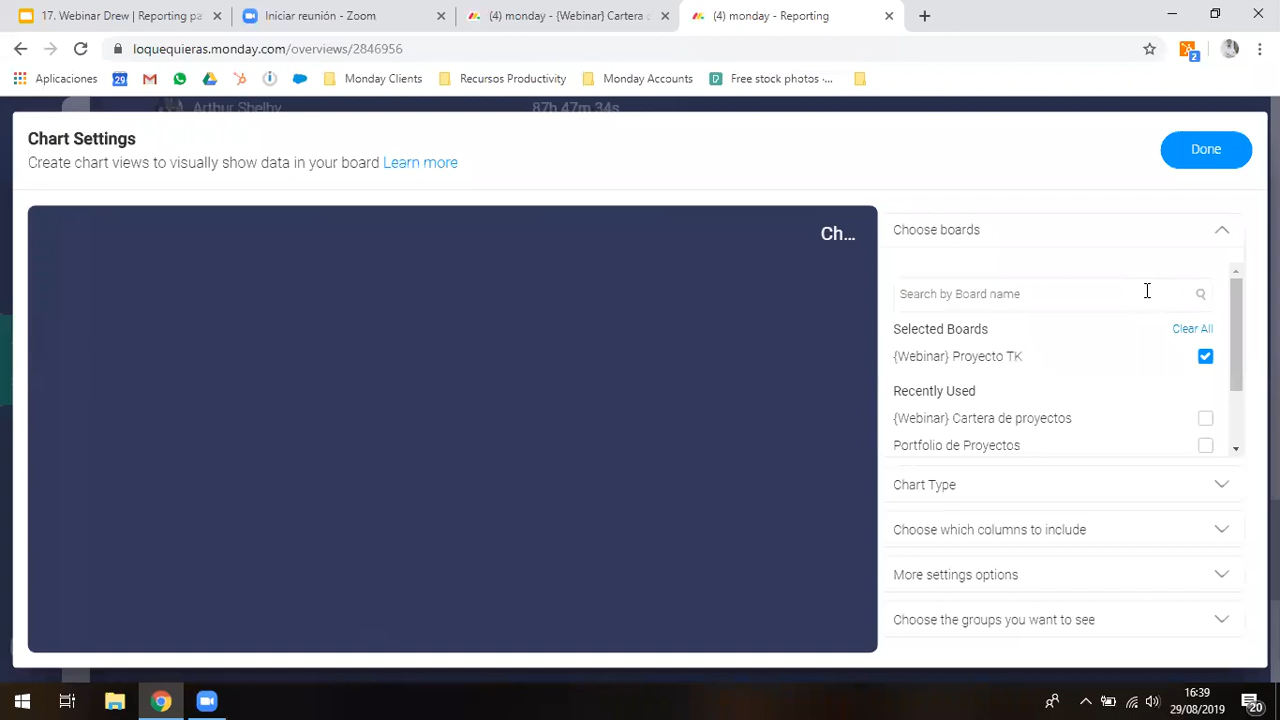 17. Webinar Drew | Reporting pa
Iniciar reunión - Zoom
(4) monday - {Webinar} Cartera d
(4) monday - Reporting
loquequieras.monday.com/overviews/2846956
2
Aplicaciones
29
Monday Clients
Recursos Productivity
Monday Accounts
Free stock photos ·...
Arthur Shelby
87h 47m 34s
Chart Settings
Create chart views to visually show data in your board Learn more
Done
Ch...
Choose boards
Search by Board name
Selected Boards
Clear All
{Webinar} Proyecto TK
Recently Used
{Webinar} Cartera de proyectos
Portfolio de Proyectos
Chart Type
Choose which columns to include
More settings options
Choose the groups you want to see
16:39
29/08/2019
20